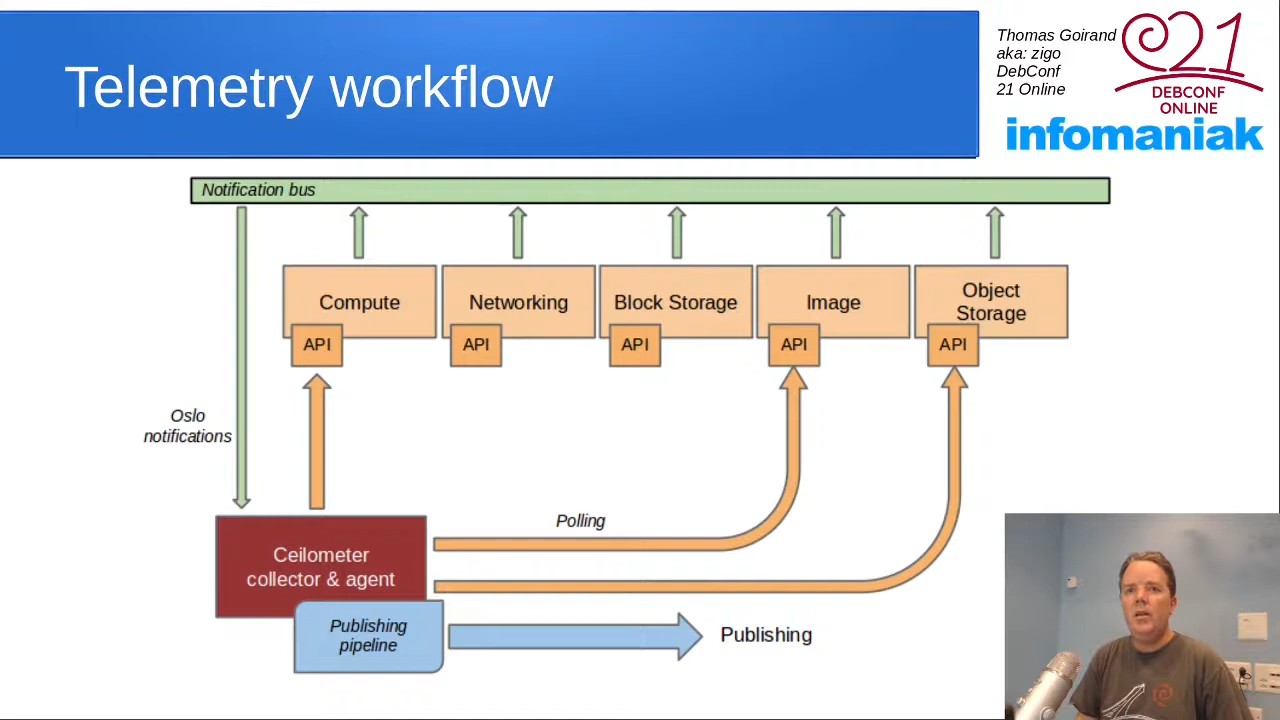 Telemetry workflow
Thomas Goirand
aka: zigo
DebConf
21 Online
21
DEBCONF
ONLINE
infomaniak
Notification bus
Compute
Networking
Block Storage
Image
Object
Storage
API
API
API
API
API
Oslo
notifications
Polling
Ceilometer
collector & agent
Publishing
pipeline
Publishing